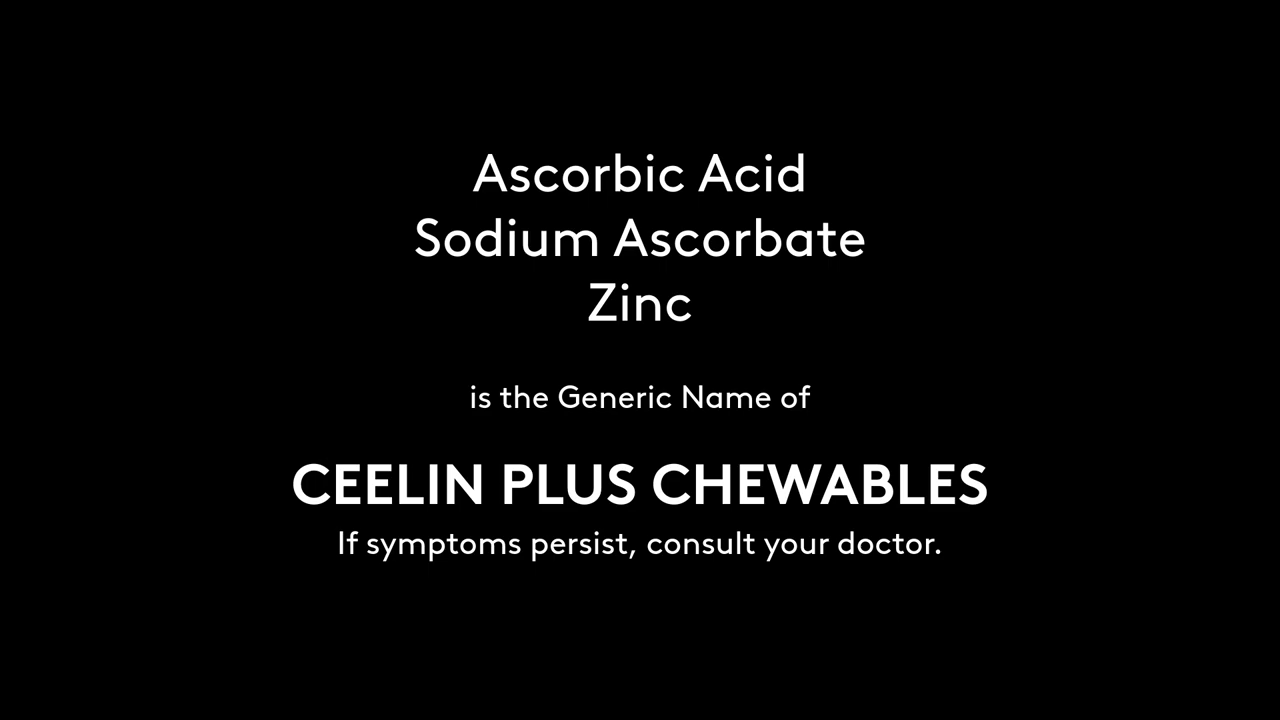 Ascorbic Acid
Sodium Ascorbate
Zinc
is the Generic Name of
CEELIN PLUS CHEWABLES
If symptoms persist, consult your doctor.